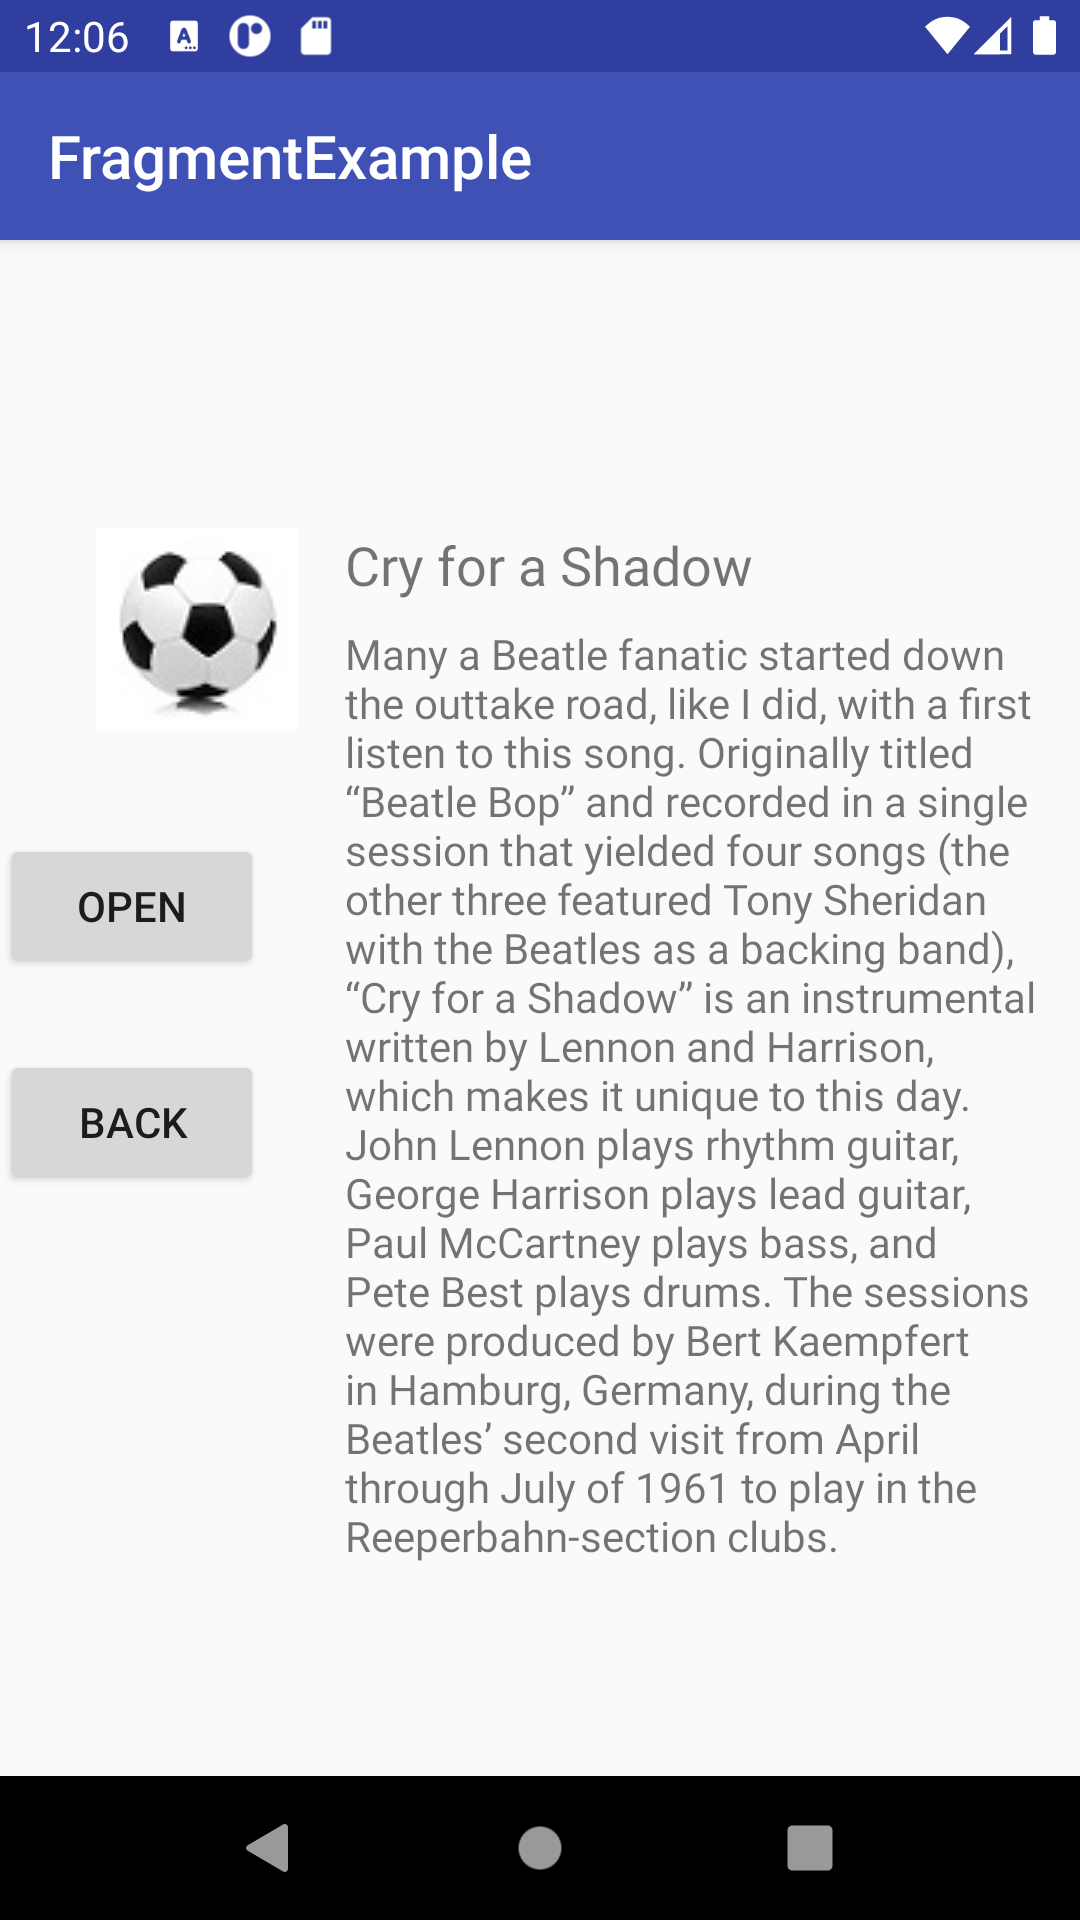 12:06
FragmentExample
Cry for a Shadow
Many a Beatle fanatic started down
the outtake road, like I did, with a first
listen to this song. Originally titled
“Beatle Bop” and recorded in a single
session that yielded four songs (the
other three featured Tony Sheridan
with the Beatles as a backing band),
“Cry for a Shadow” is an instrumental
written by Lennon and Harrison,
which makes it unique to this day.
John Lennon plays rhythm guitar,
George Harrison plays lead guitar,
Paul McCartney plays bass, and
Pete Best plays drums. The sessions
were produced by Bert Kaempfert
in Hamburg, Germany, during the
Beatles’ second visit from April
through July of 1961 to play in the
Reeperbahn-section clubs.
OPEN
BACK